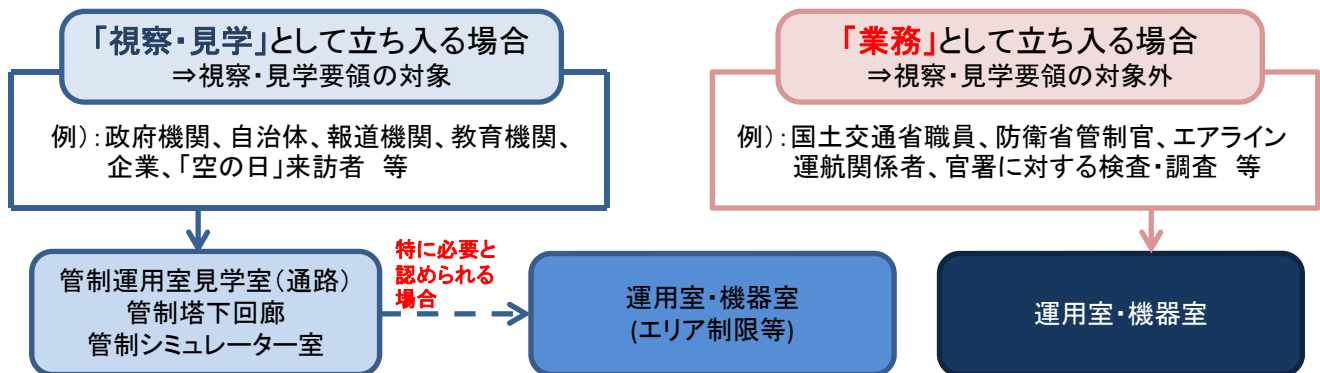 「視察・見学」として立ち入る場合
⇒視察・見学要領の対象
例）：政府機関、自治体、報道機関、教育機関、
企業、「空の日」来訪者　等
管制運用室見学室（通路）
管制塔下回廊
管制シミュレーター室
特に必要と
認められる
場合
運用室・機器室
(エリア制限等)
「業務」として立ち入る場合
⇒視察・見学要領の対象外
例）：国土交通省職員、防衛省管制官、エアライン
運航関係者、官署に対する検査・調査　等
運用室・機器室